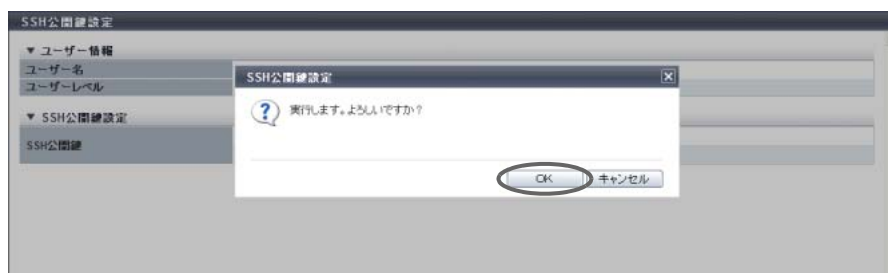 SSH公開鍵設定
▼ ユーザー情報
ユーザー名
ユーザーレベル
▼ SSH公開鍵設定
SSH公開鍵
SSH公開鍵設定
実行します。よろしいですか?
OK
キャンセル